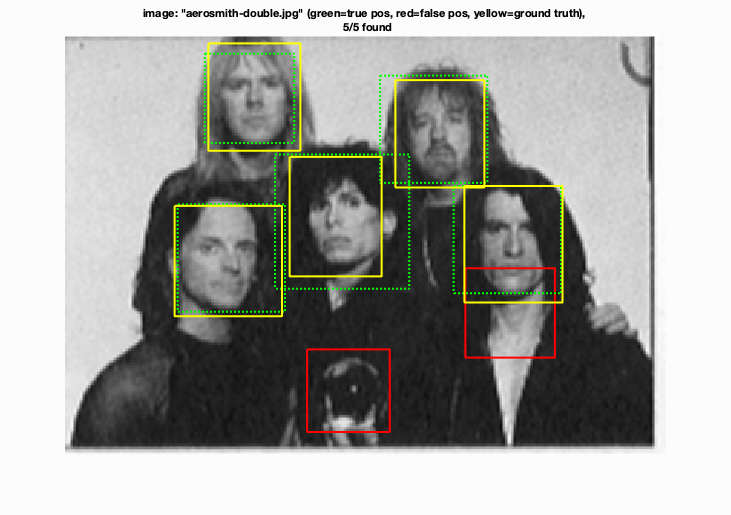 image: "aerosmith-double.jpg" (green=true pos, red=false pos, yellow=ground truth),
5/5 found